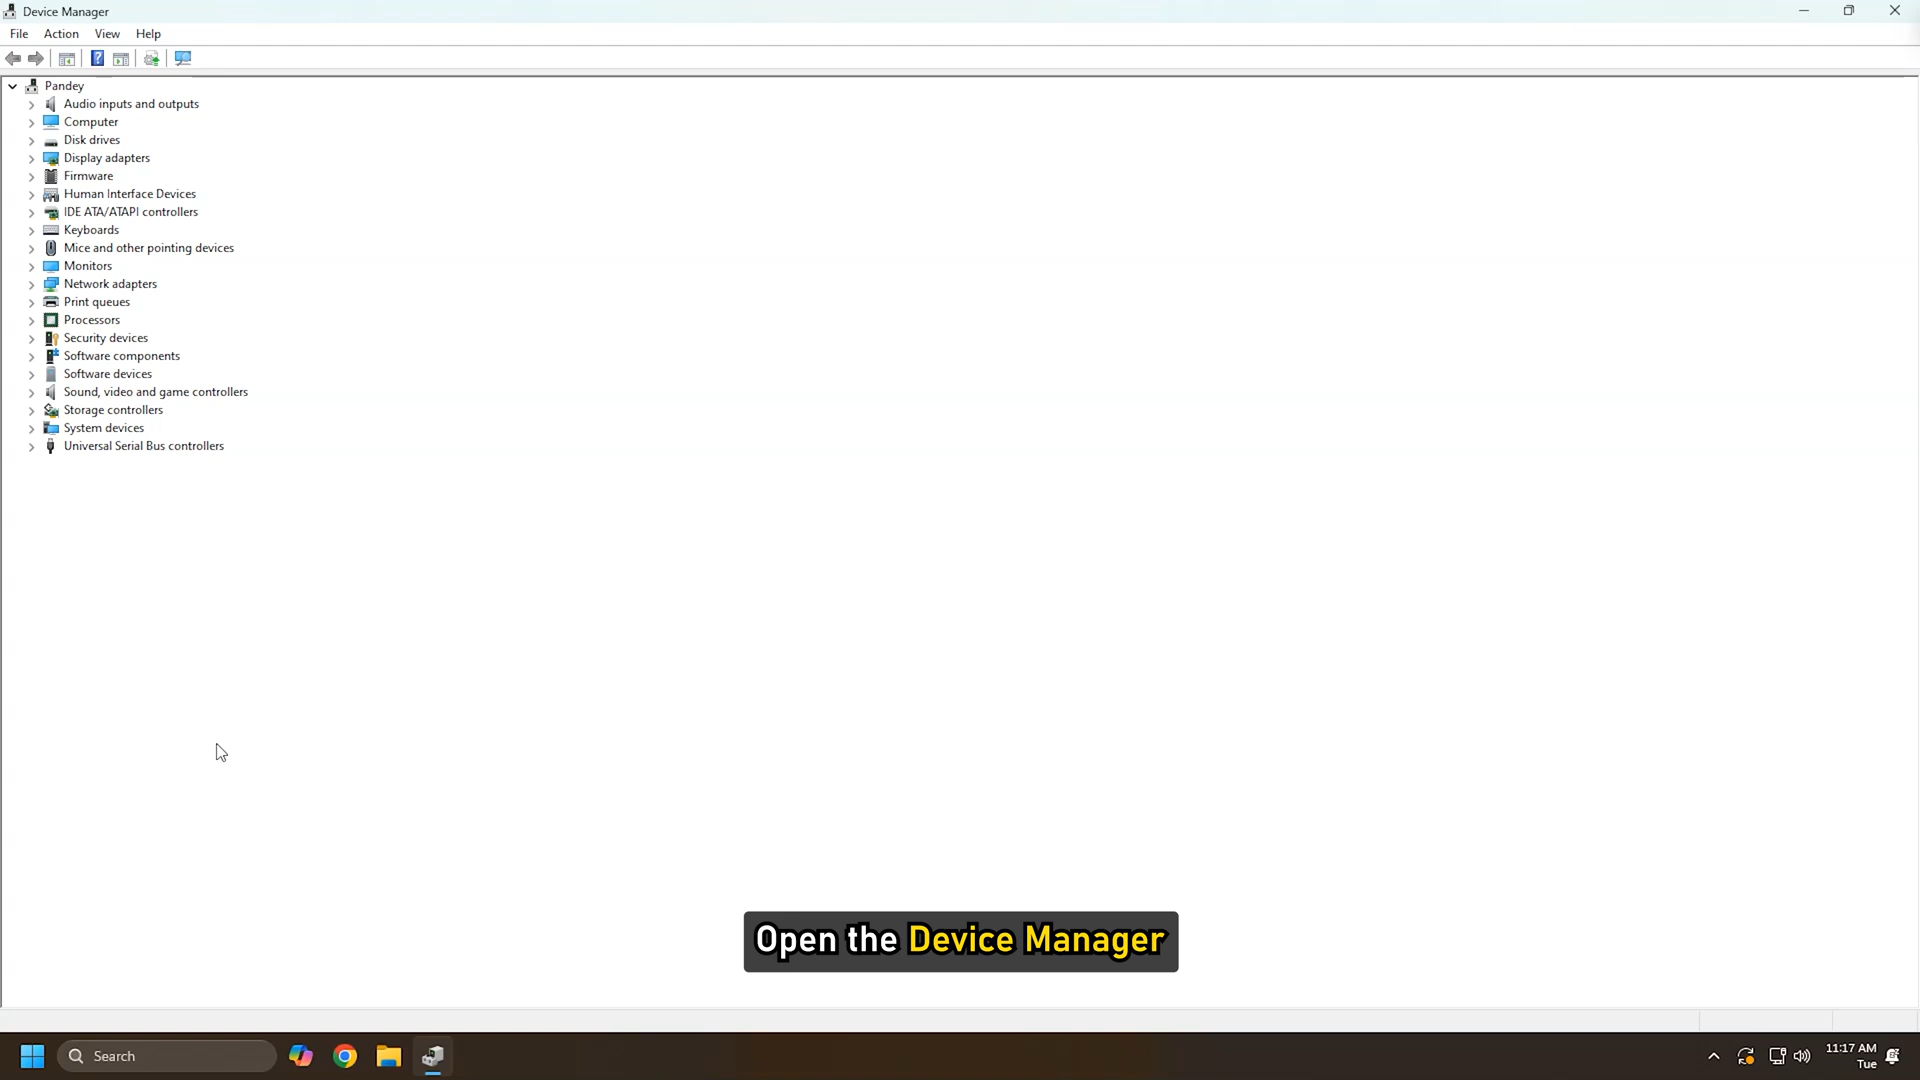 Device Manager
File Action View Help
Pandey
Audio inputs and outputs
Computer
Disk drives
Display adapters
Firmware
Human Interface Devices
IDE ATA/ATAPI controllers
Keyboards
Mice and other pointing devices
Monitors
Network adapters
Print queues
Processors
Security devices
Software components
Software devices
Sound, video and game controllers
Storage controllers
System devices
Universal Serial Bus controllers
Open the Device Manager
Search
11:17 AM
Tue